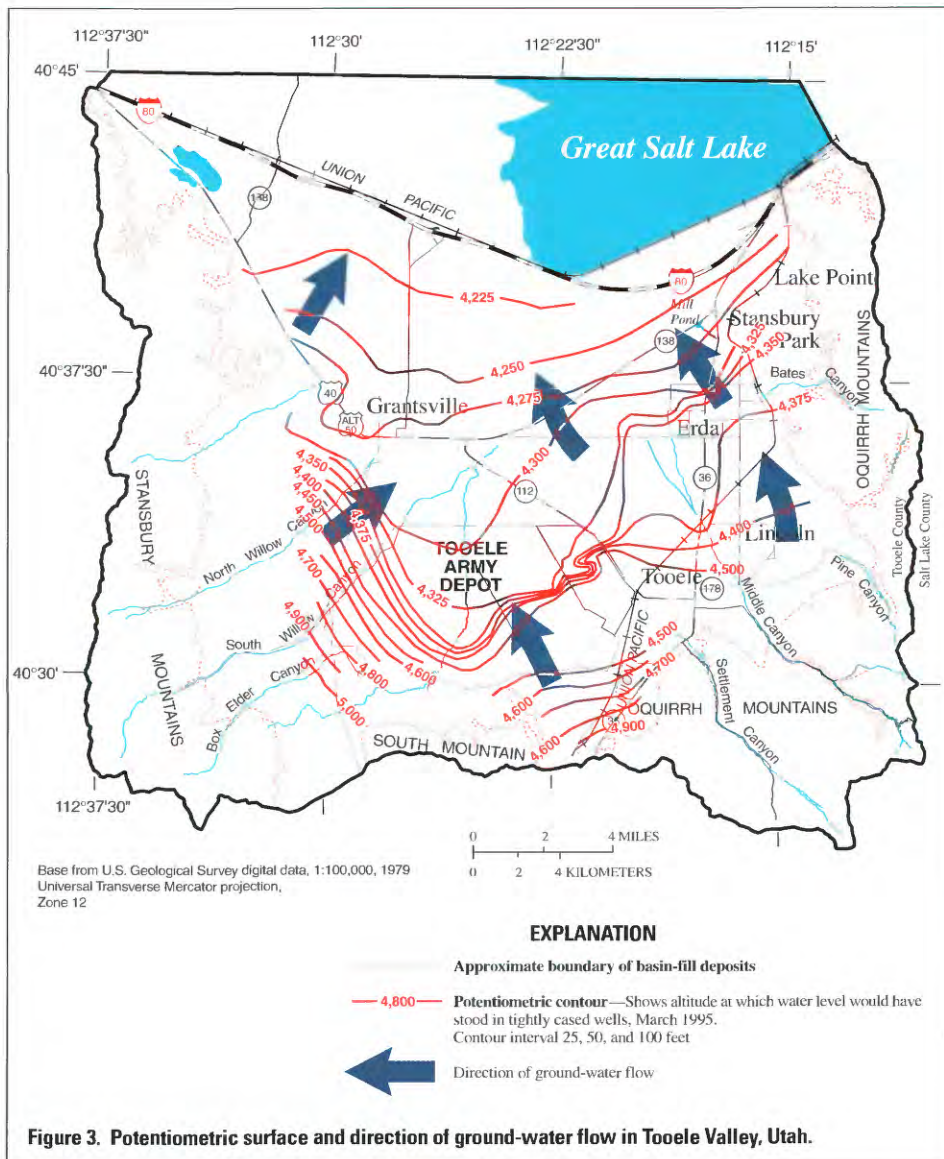 112°37'30"
112°30'
112°22'30"
112°15'
40°45'
80
Great Salt Lake
UNION
PACIFIC
138
4,225
80
Lake Point
Mill
Pond
Stansbury
Park
138
4,325
4,350
40°37'30"
4,250
Bates
Canyon
40
Grantsville
4,275
4,375
ALT
50
Erda
OQUIRRH MOUNTAINS
STANSBURY
4,350
4,400
4,450
4,500
4,375
4,300
112
36
4,400
Lincoln
Tooele County
Salt Lake County
North Willow Canyon
4,700
TOOELE
ARMY
DEPOT
4,500
Tooele
178
Pine Canyon
4,325
Middle Canyon
4,900
South Willow Canyon
4,500
40°30'
MOUNTAINS
4,800
4,600
4,700
UNION PACIFIC
Settlement
Canyon
Box Elder Canyon
5,000
4,600
OQUIRRH MOUNTAINS
36
4,900
SOUTH MOUNTAIN
4,600
112°37'30"
0 2 4 MILES
0 2 4 KILOMETERS
Base from U.S. Geological Survey digital data, 1:100,000, 1979
Universal Transverse Mercator projection,
Zone 12
EXPLANATION
Approximate boundary of basin-fill deposits
4,800 Potentiometric contour—Shows altitude at which water level would have
stood in tightly cased wells, March 1995.
Contour interval 25, 50, and 100 feet
Direction of ground-water flow
Figure 3. Potentiometric surface and direction of ground-water flow in Tooele Valley, Utah.